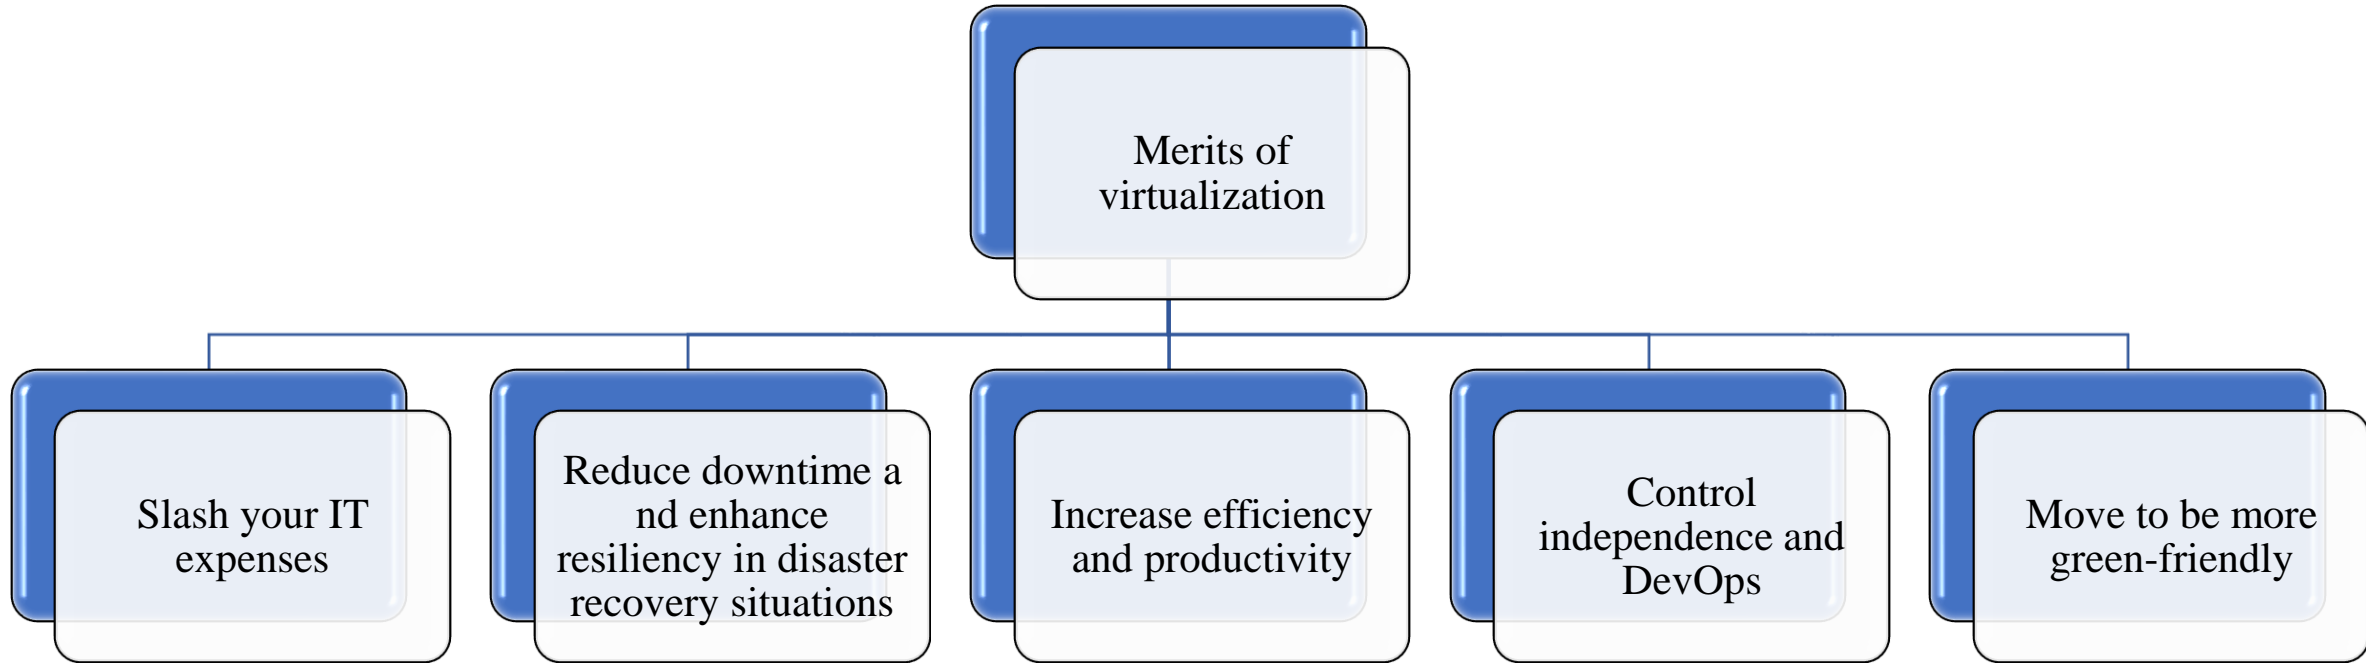 Merits of
virtualization
Slash your IT
expenses
Reduce downtime a
nd enhance
resiliency in disaster
recovery situations
Increase efficiency
and productivity
Control
independence and
DevOps
Move to be more
green-friendly